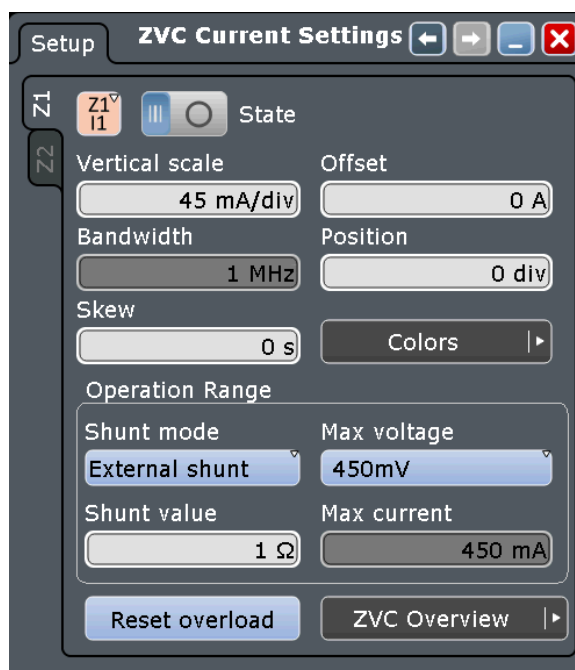 Setup ZVC Current Settings
Z1
Z2
Z1
I1
State
Vertical scale Offset
45 mA/div 0 A
Bandwidth Position
1 MHz 0 div
Skew
0 s Colors
Operation Range
Shunt mode Max voltage
External shunt 450mV
Shunt value Max current
1 Ω 450 mA
Reset overload ZVC Overview